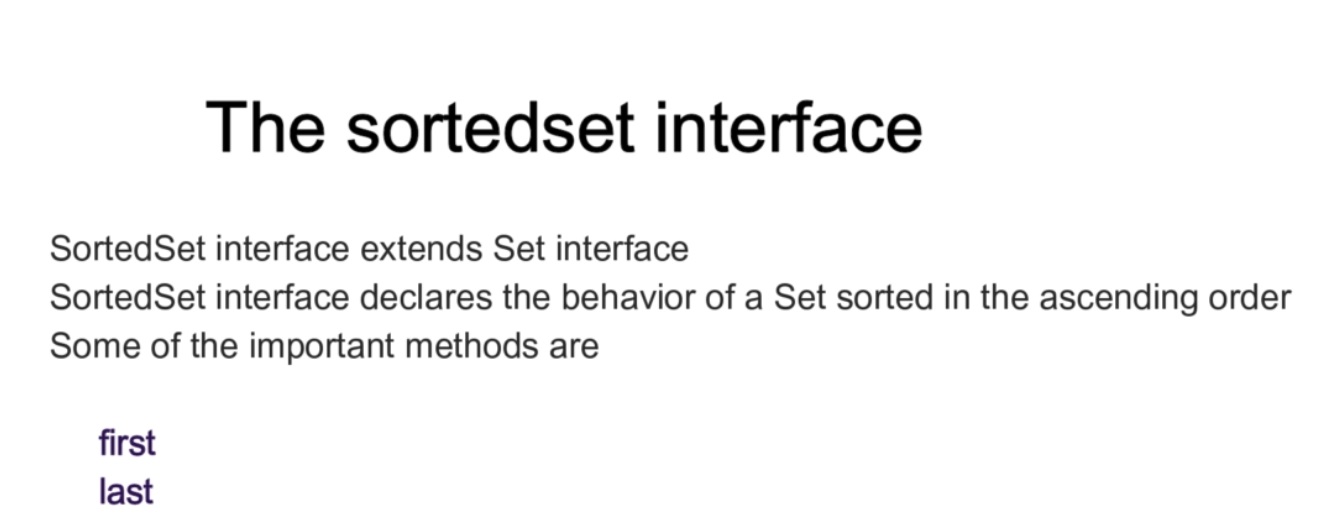 The sortedset interface
SortedSet interface extends Set interface
SortedSet interface declares the behavior of a Set sorted in the ascending order
Some of the important methods are
first
last